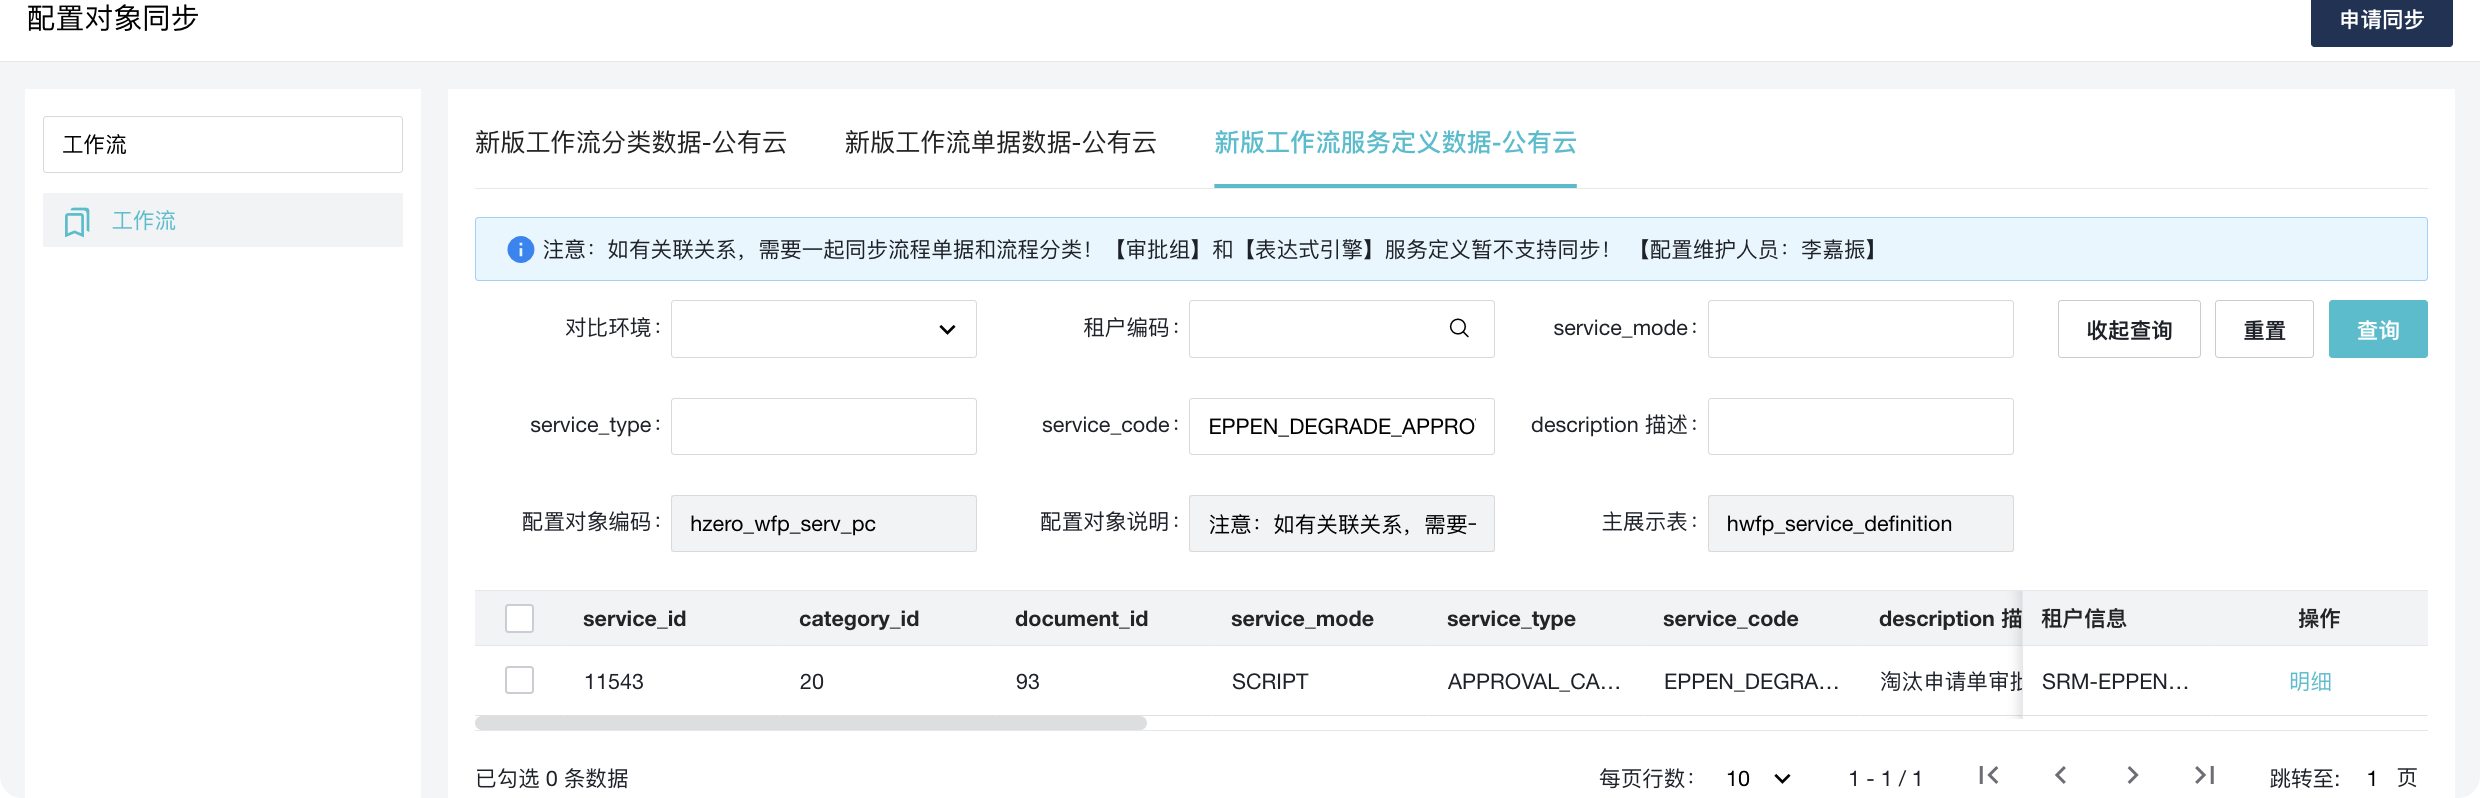 配置对象同步
申请同步
工作流
工作流
新版工作流分类数据-公有云
新版工作流单据数据-公有云
新版工作流服务定义数据-公有云
注意：如有关联关系，需要一起同步流程单据和流程分类！【审批组】和【表达式引擎】服务定义暂不支持同步！ 【配置维护人员：李嘉振】
对比环境：
租户编码：
service_mode：
收起查询
重置
查询
service_type：
service_code：
EPPEN_DEGRADE_APPRO
description 描述：
配置对象编码：
hzero_wfp_serv_pc
配置对象说明：
注意：如有关联关系，需要一
主展示表：
hwfp_service_definition
service_id category_id document_id service_mode service_type service_code description 描 租户信息 操作
11543 20 93 SCRIPT APPROVAL_CA... EPPEN_DEGRA... 淘汰申请单审批 SRM-EPPEN... 明细
已勾选 0 条数据
每页行数： 10
1 - 1 / 1
跳转至： 1 页